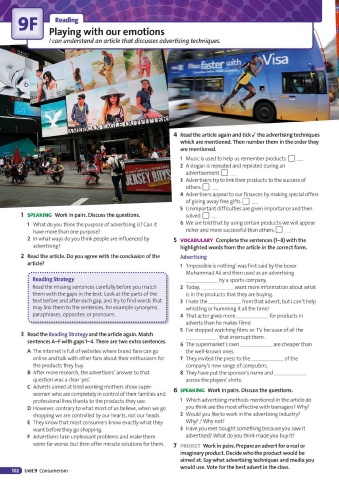 9F
Reading
Playing with our emotions
I can understand an article that discusses advertising techniques.
faster with Visa
AMERICAN EAGLE OUTFITTERS
JERSEY BOYS
1 SPEAKING Work in pairs. Discuss the questions.
1 What do you think the purpose of advertising is? Can it
have more than one purpose?
2 In what ways do you think people are influenced by
advertising?
2 Read the article. Do you agree with the conclusion of the
article?
Reading Strategy
Read the missing sentences carefully before you match
them with the gaps in the text. Look at the parts of the
text before and after each gap, and try to find words that
may link them to the sentences, for example synonyms,
paraphrases, opposites, or pronouns.
3 Read the Reading Strategy and the article again. Match
sentences A–F with gaps 1–4. There are two extra sentences.
A The internet is full of websites where brand fans can go
online and talk with other fans about their enthusiasm for
the products they buy.
B After more research, the advertisers' answer to that
question was a clear 'yes'.
C Adverts aimed at tired working mothers show super-
women who are completely in control of their families and
professional lives thanks to the products they use.
D However, contrary to what most of us believe, when we go
shopping we are controlled by our hearts, not our heads.
E They know that most consumers know exactly what they
want before they go shopping.
F Advertisers take unpleasant problems and make them
seem far worse, but then offer miracle solutions for them.
4 Read the article again and tick ✓ the advertising techniques
which are mentioned. Then number them in the order they
are mentioned.
1 Music is used to help us remember products. □ __
2 A slogan is repeated and repeated during an
advertisement. □ __
3 Advertisers try to link their products to the success of
others. □ __
4 Advertisers appeal to our finances by making special offers
of giving away free gifts. □ __
5 Unimportant difficulties are given importance and then
solved. □ __
6 We are told that by using certain products we will appear
richer and more successful than others. □ __
5 VOCABULARY Complete the sentences (1–8) with the
highlighted words from the article in the correct form.
Advertising
1 'Impossible is nothing' was first said by the boxer
Muhammad Ali and then used as an advertising
________ by a sports company.
2 Today, ________ want more information about what
is in the products that they are buying.
3 I hate the ________ from that advert, but I can't help
whistling or humming it all the time!
4 That actor gives more ________ for products in
adverts than he makes films!
5 I've stopped watching films on TV because of all the
________ that interrupt them.
6 The supermarket's own ________ are cheaper than
the well-known ones.
7 They invited the press to the ________ of the
company's new range of computers.
8 They have put the sponsor's name and ________
across the players' shirts.
6 SPEAKING Work in pairs. Discuss the questions.
1 Which advertising methods mentioned in the article do
you think are the most effective with teenagers? Why?
2 Would you like to work in the advertising industry?
Why? / Why not?
3 Have you ever bought something because you saw it
advertised? What do you think made you buy it?
7 PROJECT Work in pairs. Prepare an advert for a real or
imaginary product. Decide who the product would be
aimed at. Say what advertising techniques and media you
would use. Vote for the best advert in the class.
102 Unit 9 Consumerism